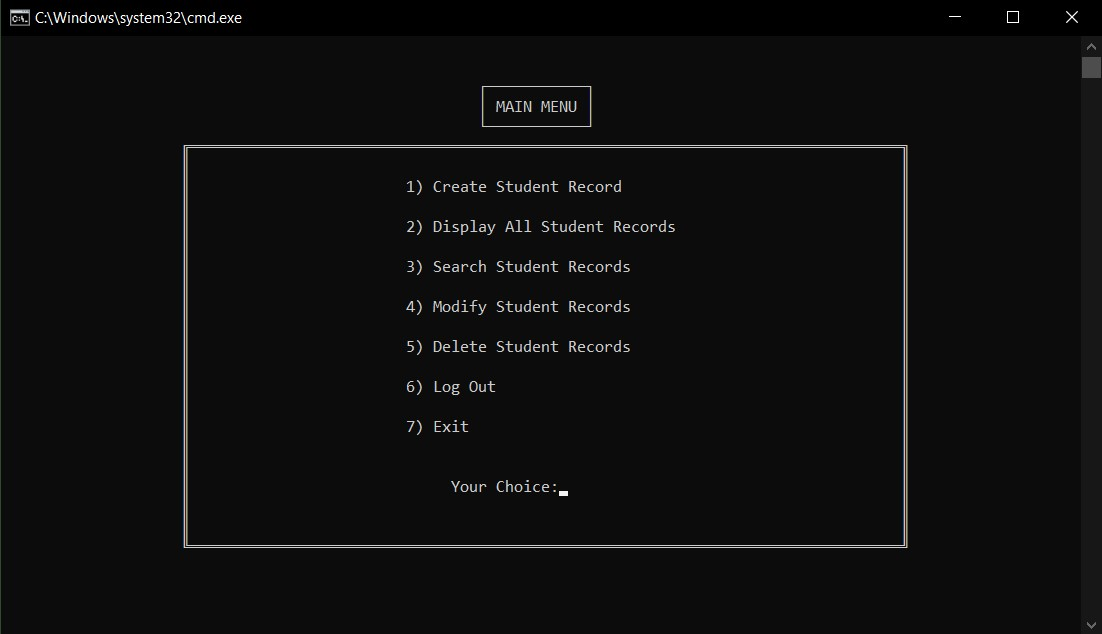 C:\Windows\system32\cmd.exe
MAIN MENU
1) Create Student Record
2) Display All Student Records
3) Search Student Records
4) Modify Student Records
5) Delete Student Records
6) Log Out
7) Exit
Your Choice: